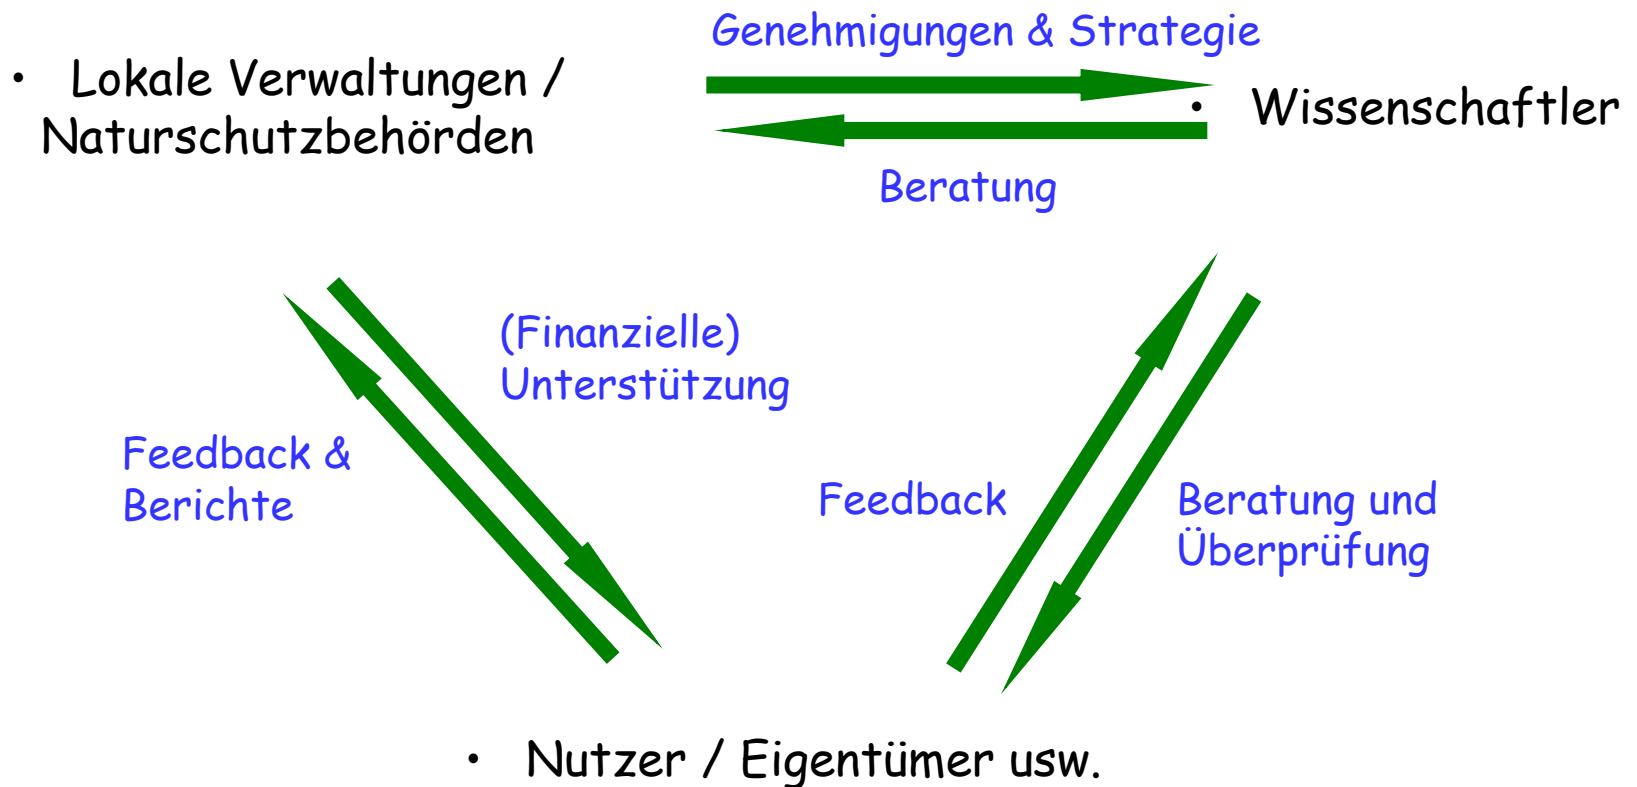 Genehmigungen & Strategie
• Lokale Verwaltungen /
Naturschutzbehörden
• Wissenschaftler
Beratung
(Finanzielle)
Unterstützung
Feedback &
Berichte
Feedback
Beratung und
Überprüfung
• Nutzer / Eigentümer usw.